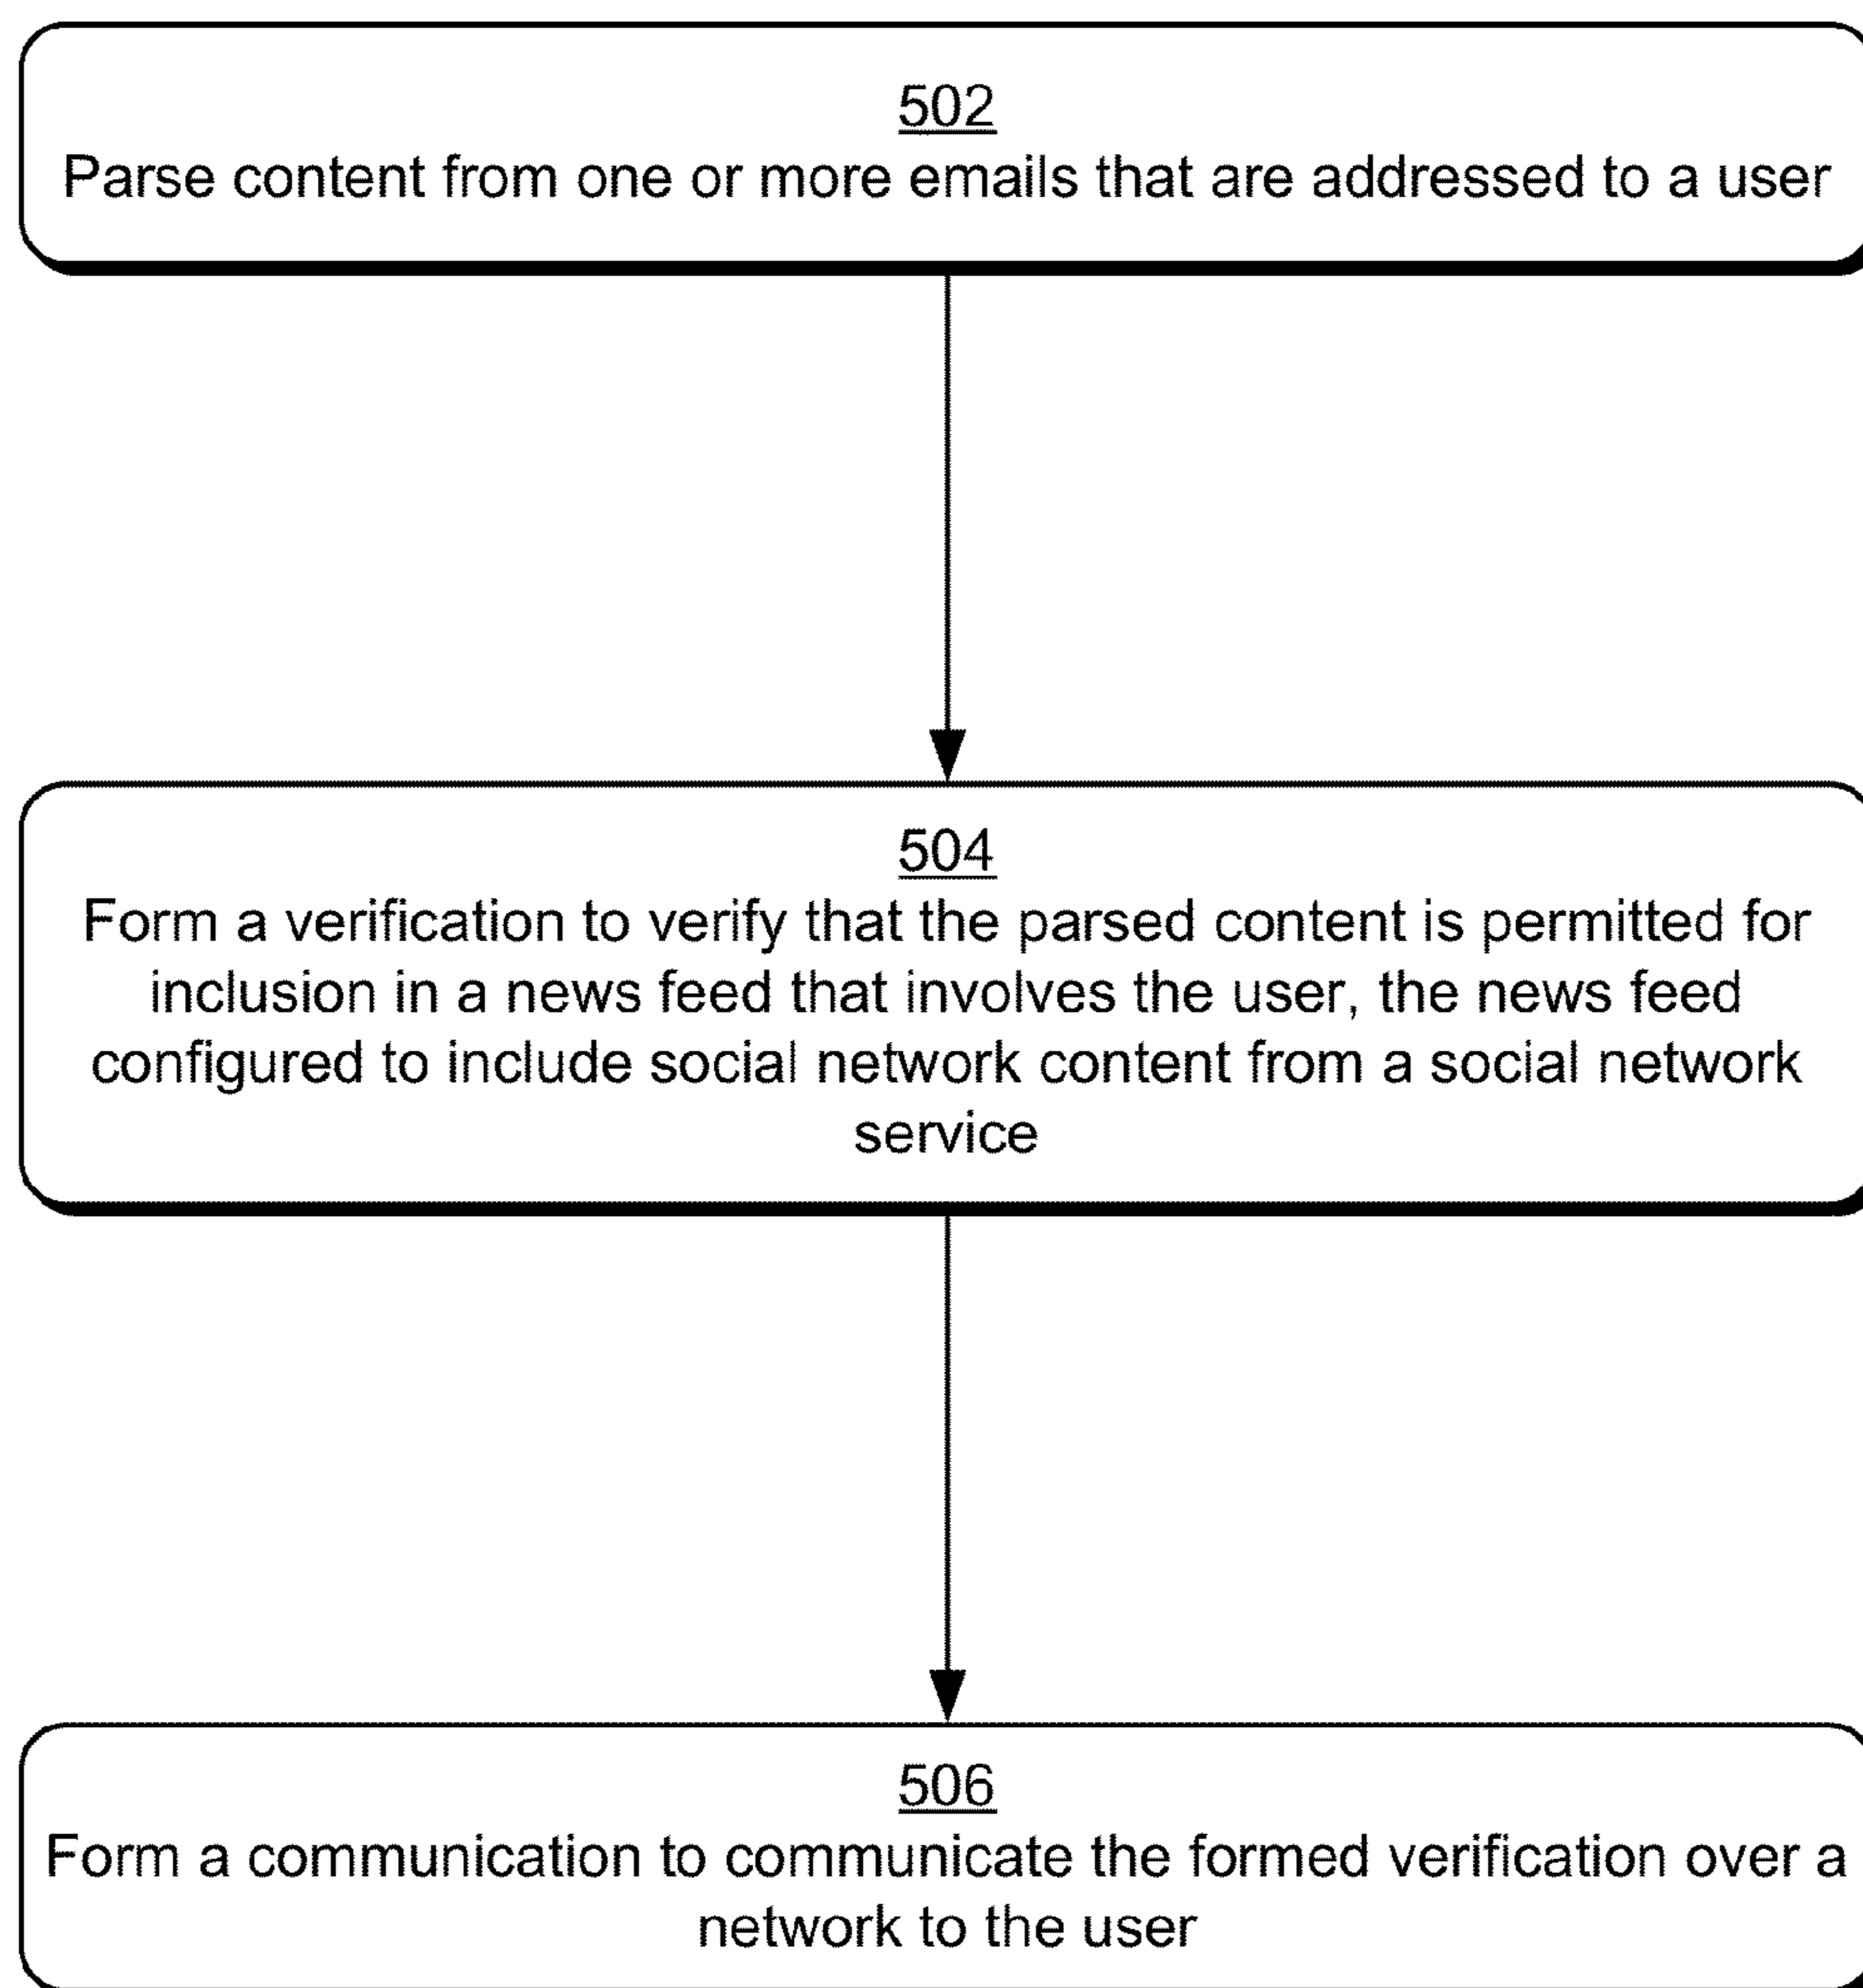 502
Parse content from one or more emails that are addressed to a user
504
Form a verification to verify that the parsed content is permitted for
inclusion in a news feed that involves the user, the news feed
configured to include social network content from a social network
service
506
Form a communication to communicate the formed verification over a
network to the user